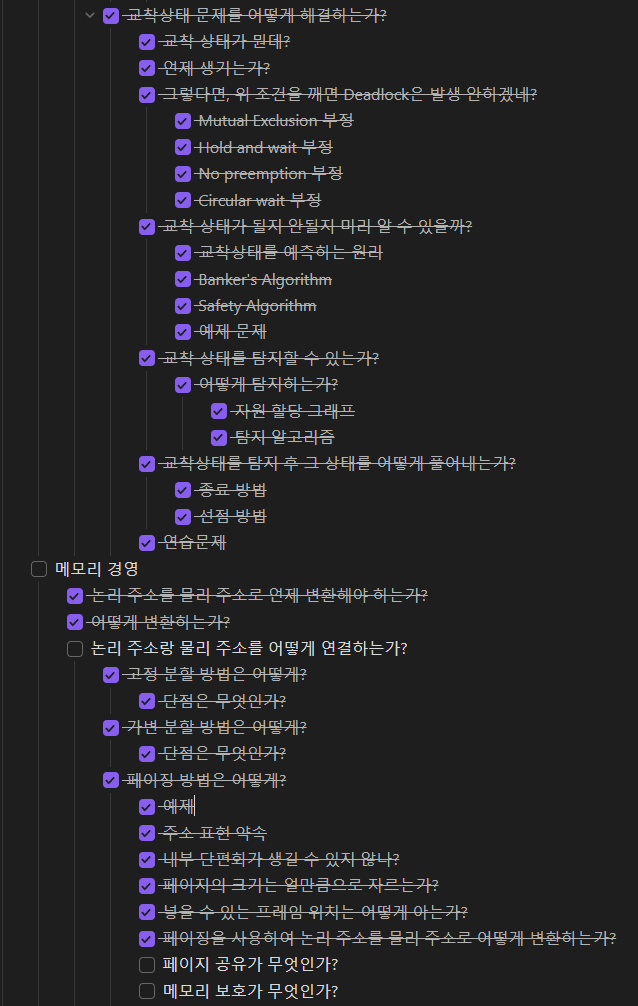 교착상태 문제를 어떻게 해결하는가?
교착 상태가 뭔데?
언제 생기는가?
그렇다면, 위 조건을 깨면 Deadlock은 발생 안하겠네?
Mutual Exclusion 부정
Hold and wait 부정
No preemption 부정
Circular wait 부정
교착 상태가 될지 안될지 미리 알 수 있을까?
교착상태를 예측하는 원리
Banker's Algorithm
Safety Algorithm
예제 문제
교착 상태를 탐지할 수 있는가?
어떻게 탐지하는가?
자원 할당 그래프
탐지 알고리즘
교착상태를 탐지 후 그 상태를 어떻게 풀어내는가?
종료 방법
선점 방법
연습문제
메모리 경영
논리 주소를 물리 주소로 언제 변환해야 하는가?
어떻게 변환하는가?
논리 주소랑 물리 주소를 어떻게 연결하는가?
고정 분할 방법은 어떻게?
단점은 무엇인가?
가변 분할 방법은 어떻게?
단점은 무엇인가?
페이징 방법은 어떻게?
예제
주소 표현 약속
내부 단편화가 생길 수 있지 않나?
페이지의 크기는 얼만큼으로 자르는가?
넣을 수 있는 프레임 위치는 어떻게 아는가?
페이징을 사용하여 논리 주소를 물리 주소로 어떻게 변환하는가?
페이지 공유가 무엇인가?
메모리 보호가 무엇인가?